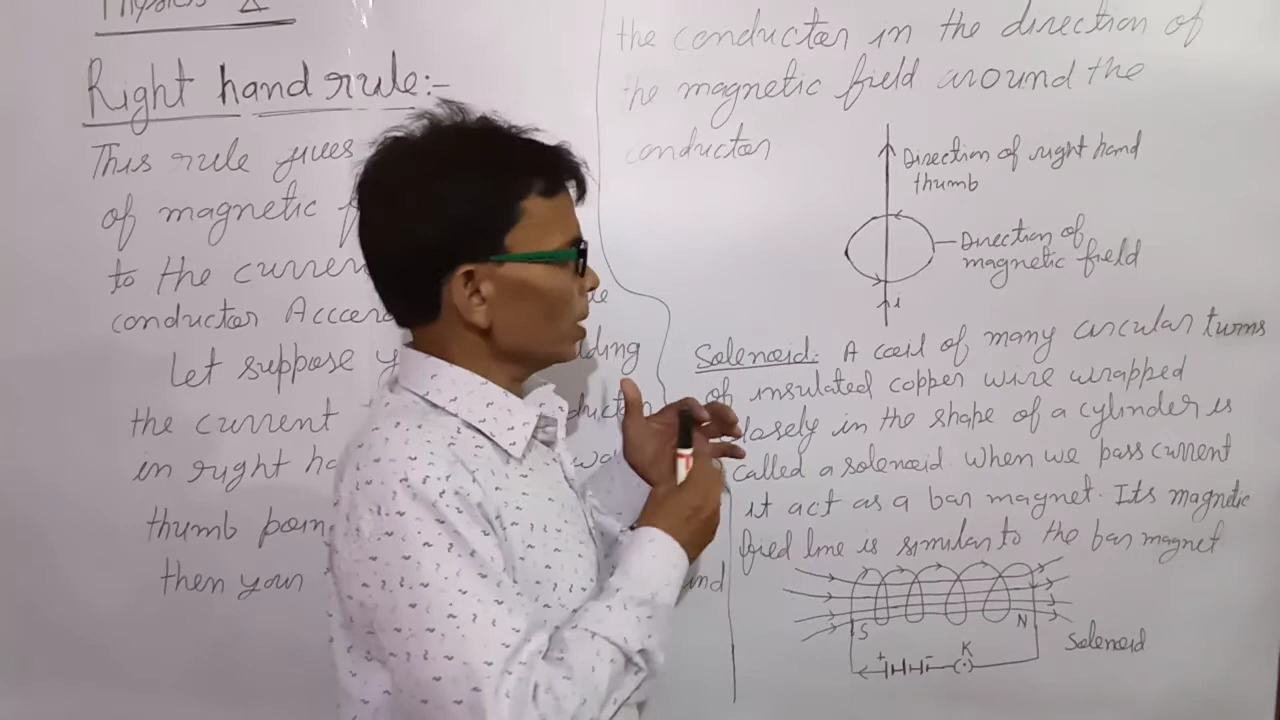 Physics X
Right hand rule:-
This rule gives
of magnetic
to the curren
conductor Accor
Let suppose y lding
the current ducto
in right ha wa
thumb poin
then your und
the conductor in the direction of
the magnetic field around the
conductor
Direction of right hand
thumb
Direction of
magnetic field
i
Solenoid: A coil of many circular turns
of insulated copper wire wrapped
closely in the shape of a cylinder is
called a solenoid. When we pass current
it act as a bar magnet. Its magnetic
field line is similar to the bar magnet
S N
Solenoid
+ - K